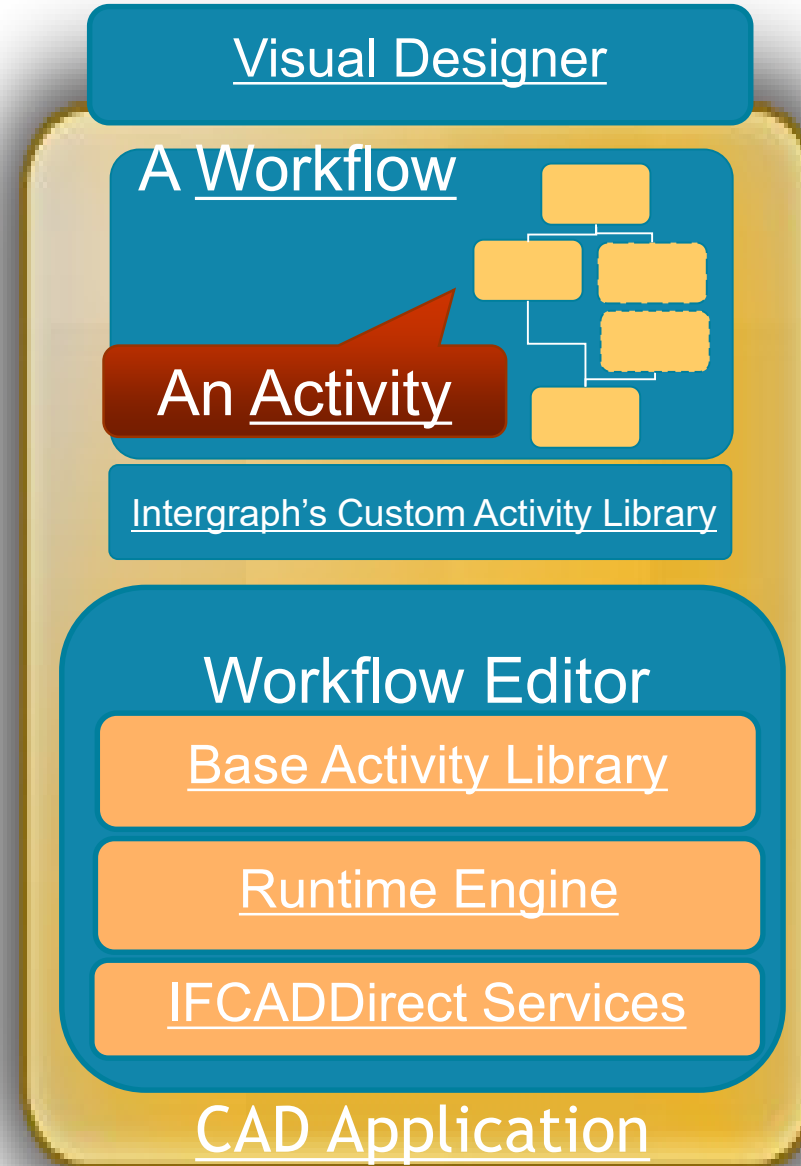 Visual Designer
A Workflow
An Activity
Intergraph's Custom Activity Library
Workflow Editor
Base Activity Library
Runtime Engine
IFCADDirect Services
CAD Application